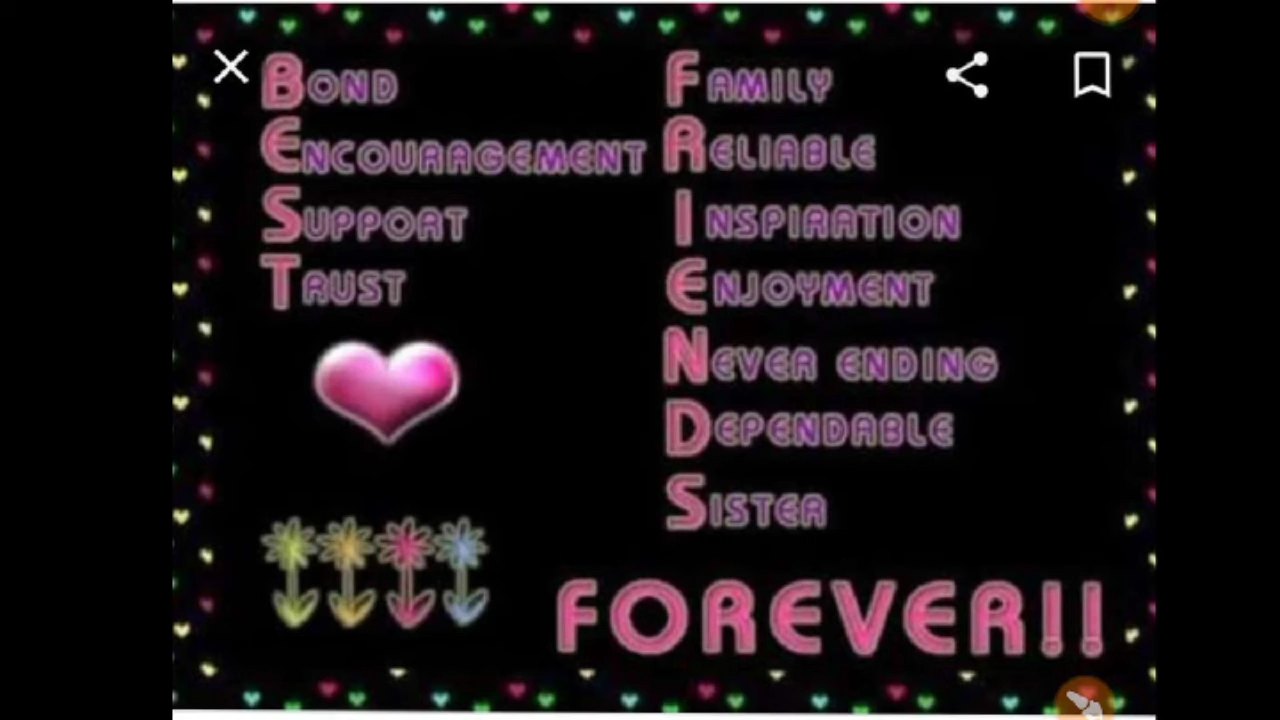 BOND
ENCOURAGEMENT
SUPPORT
TRUST
FAMILY
RELIABLE
INSPIRATION
ENJOYMENT
NEVER ENDING
DEPENDABLE
SISTER
FOREVER!!